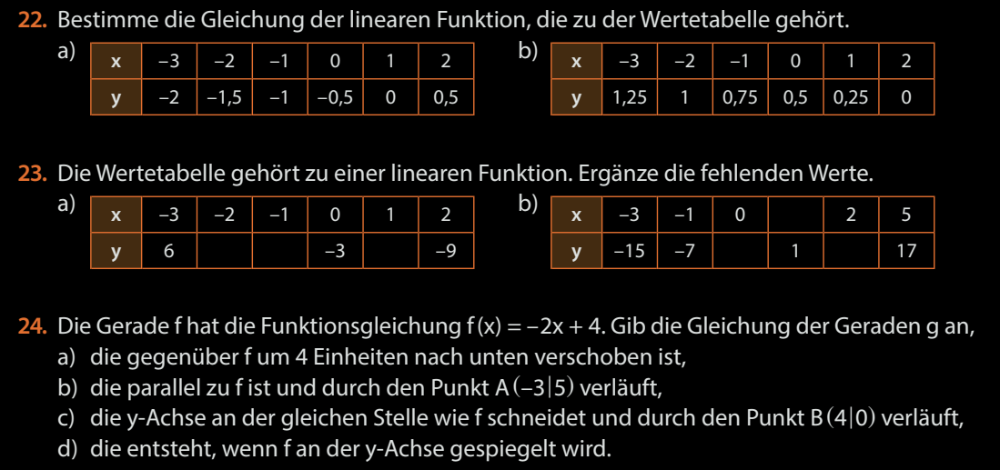 22. Bestimme die Gleichung der linearen Funktion, die zu der Wertetabelle gehört.
a)
x –3 –2 –1 0 1 2
y –2 –1,5 –1 –0,5 0 0,5
b)
x –3 –2 –1 0 1 2
y 1,25 1 0,75 0,5 0,25 0
23. Die Wertetabelle gehört zu einer linearen Funktion. Ergänze die fehlenden Werte.
a)
x –3 –2 –1 0 1 2
y 6 –3 –9
b)
x –3 –1 0 2 5
y –15 –7 1 17
24. Die Gerade f hat die Funktionsgleichung f(x) = –2x + 4. Gib die Gleichung der Geraden g an,
a) die gegenüber f um 4 Einheiten nach unten verschoben ist,
b) die parallel zu f ist und durch den Punkt A(–3|5) verläuft,
c) die y-Achse an der gleichen Stelle wie f schneidet und durch den Punkt B(4|0) verläuft,
d) die entsteht, wenn f an der y-Achse gespiegelt wird.